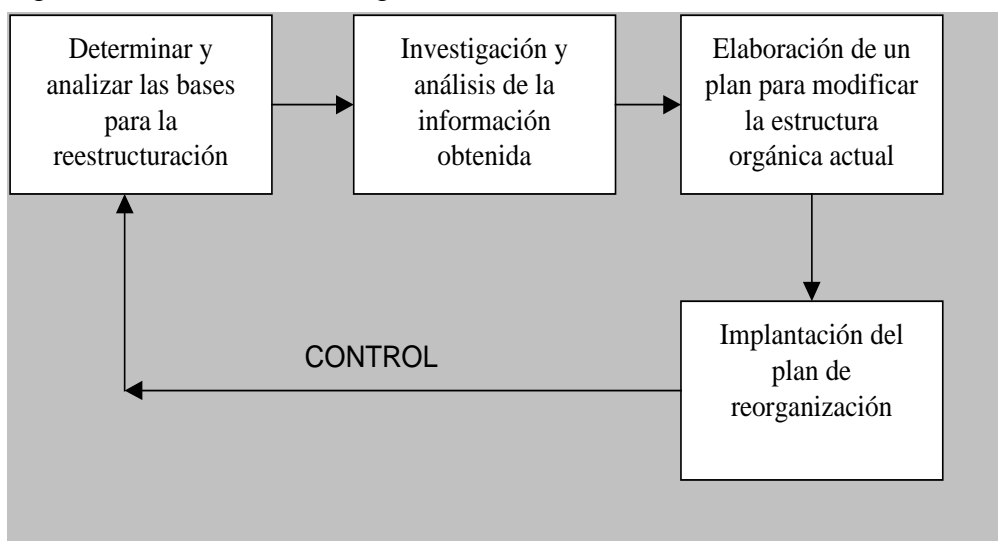 Determinar y
analizar las bases
para la
reestructuración
Investigación y
análisis de la
información
obtenida
Elaboración de un
plan para modificar
la estructura
orgánica actual
Implantación del
plan de
reorganización
CONTROL